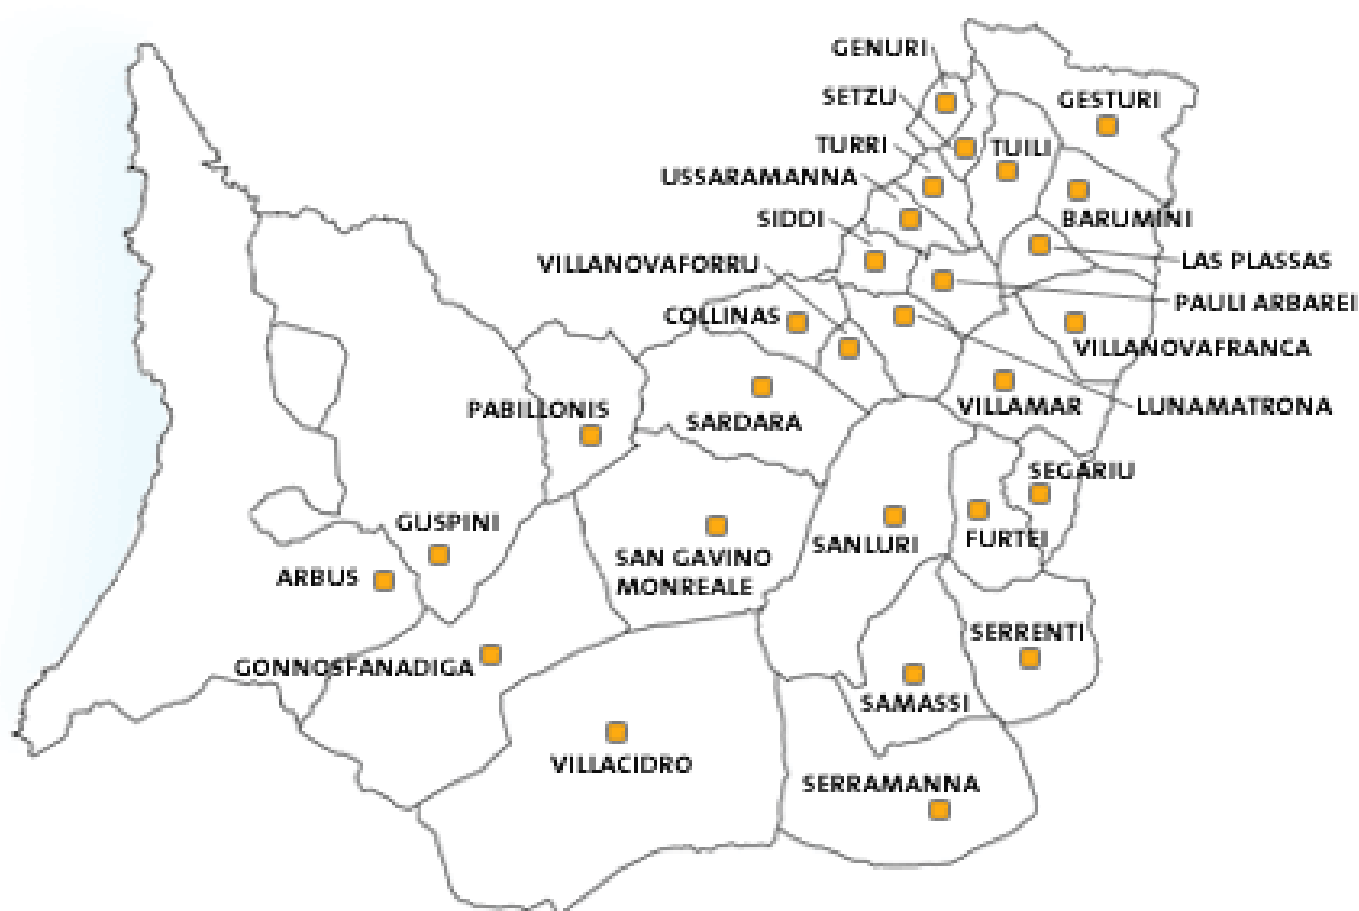 GENURI
SETZU
GESTURI
TURRI
TUILI
USSARAMANNA
SIDDI
BARUMINI
VILLANOVAFORRU
LAS PLASSAS
PAULI ARBAREI
COLLINAS
VILLANOVAFRANCA
PABILLONIS
SARDARA
VILLAMAR
LUNAMATRONA
SEGARIU
GUSPINI
SANLURI
FURTEI
SAN GAVINO
MONREALE
ARBUS
SERRENTI
GONNOSFANADIGA
SAMASSI
VILLACIDRO
SERRAMANNA